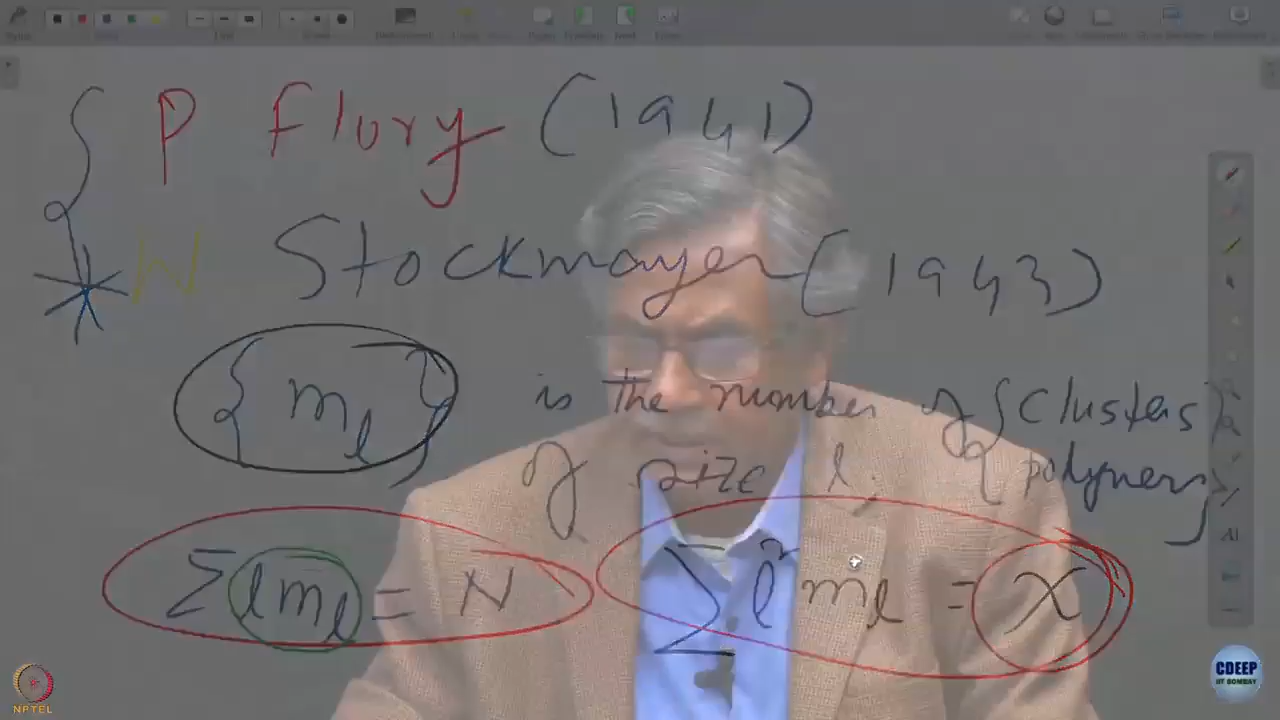 P Flory (1941)
W Stockmayer (1943)
{m_l} is the number of {clusters
of size l. polymers}
Σ l m_l = N Σ l² m_l = X
AI
NPTEL
CDEEP
IIT BOMBAY